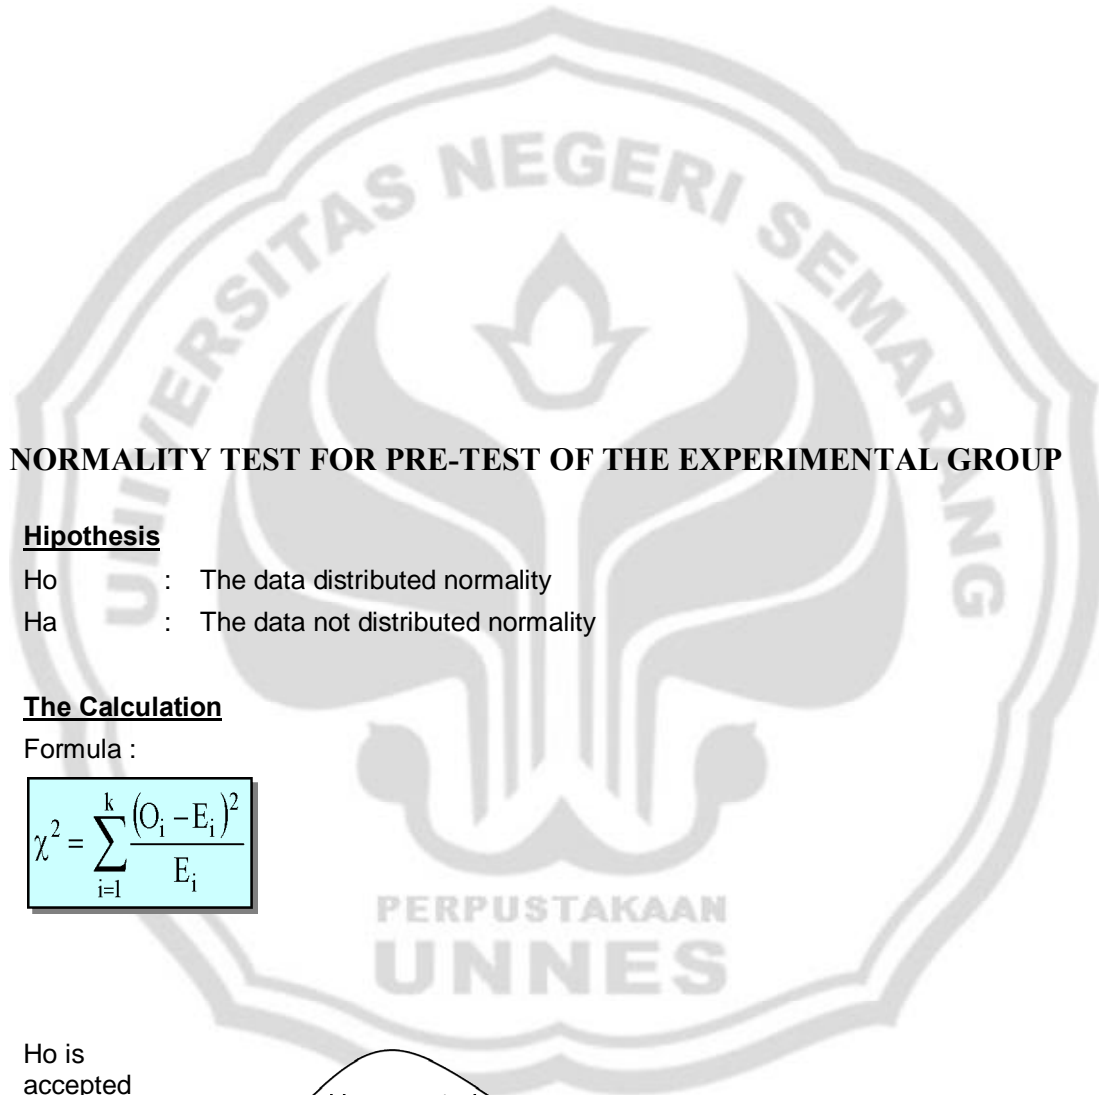 UNIVERSITAS NEGERI SEMARANG
NORMALITY TEST FOR PRE-TEST OF THE EXPERIMENTAL GROUP
Hipothesis
Ho : The data distributed normality
Ha : The data not distributed normality
The Calculation
Formula :
χ² = ∑ᵢ₌₁ᵏ (Oᵢ – Eᵢ)² / Eᵢ
PERPUSTAKAAN
UNNES
Ho is
accepted